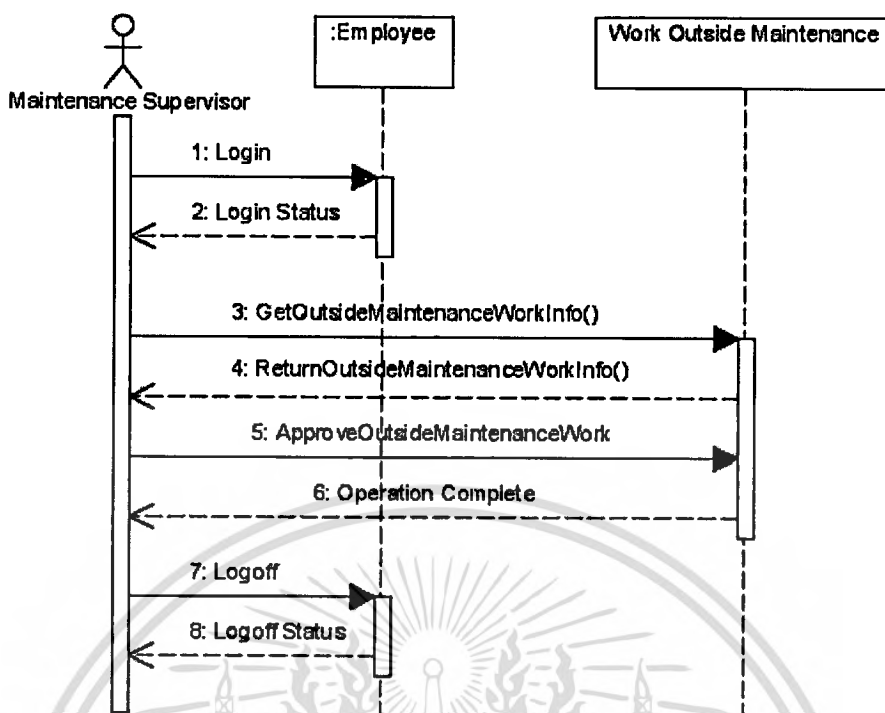 :Employee
Work Outside Maintenance
Maintenance Supervisor
1: Login
2: Login Status
3: GetOutsideMaintenanceWorkInfo()
4: ReturnOutsideMaintenanceWorkInfo()
5: ApproveOutsideMaintenanceWork
6: Operation Complete
7: Logoff
8: Logoff Status